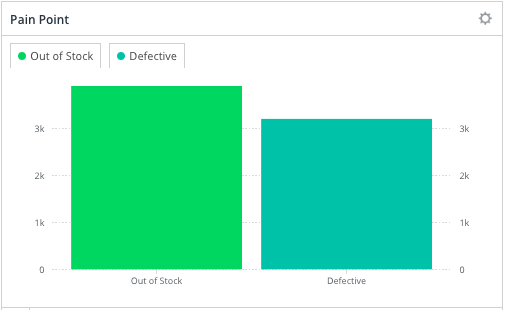 Pain Point
Out of Stock Defective
3k 3k
2k 2k
1k 1k
0 0
Out of Stock Defective